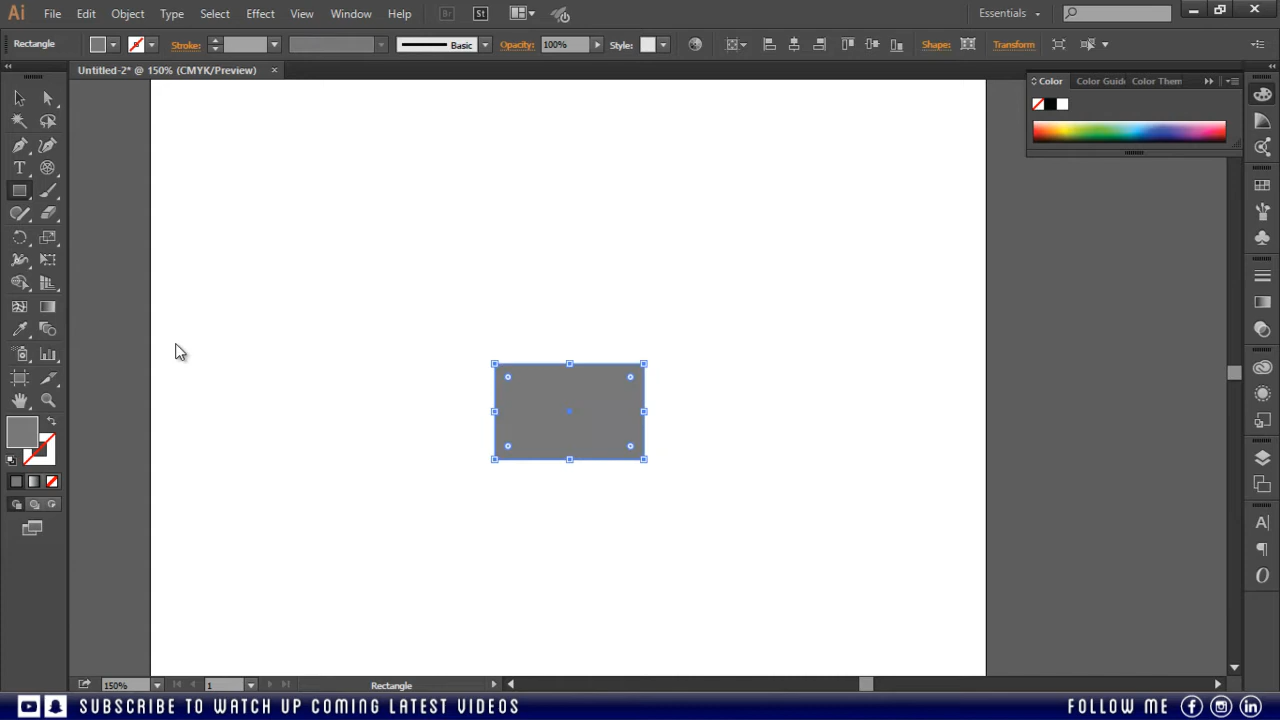 Ai File Edit Object Type Select Effect View Window Help Br St Essentials
Rectangle Stroke: Basic Opacity: 100% Style: Shape: Transform
Untitled-2* @ 150% (CMYK/Preview) ×
Color Color Guid Color Them
150% 1 Rectangle
SUBSCRIBE TO WATCH UP COMING LATEST VIDEOS FOLLOW ME